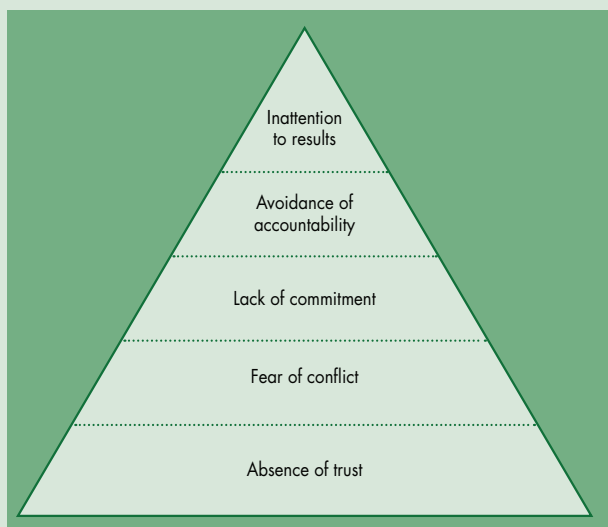 Inattention
to results
Avoidance of
accountability
Lack of commitment
Fear of conflict
Absence of trust